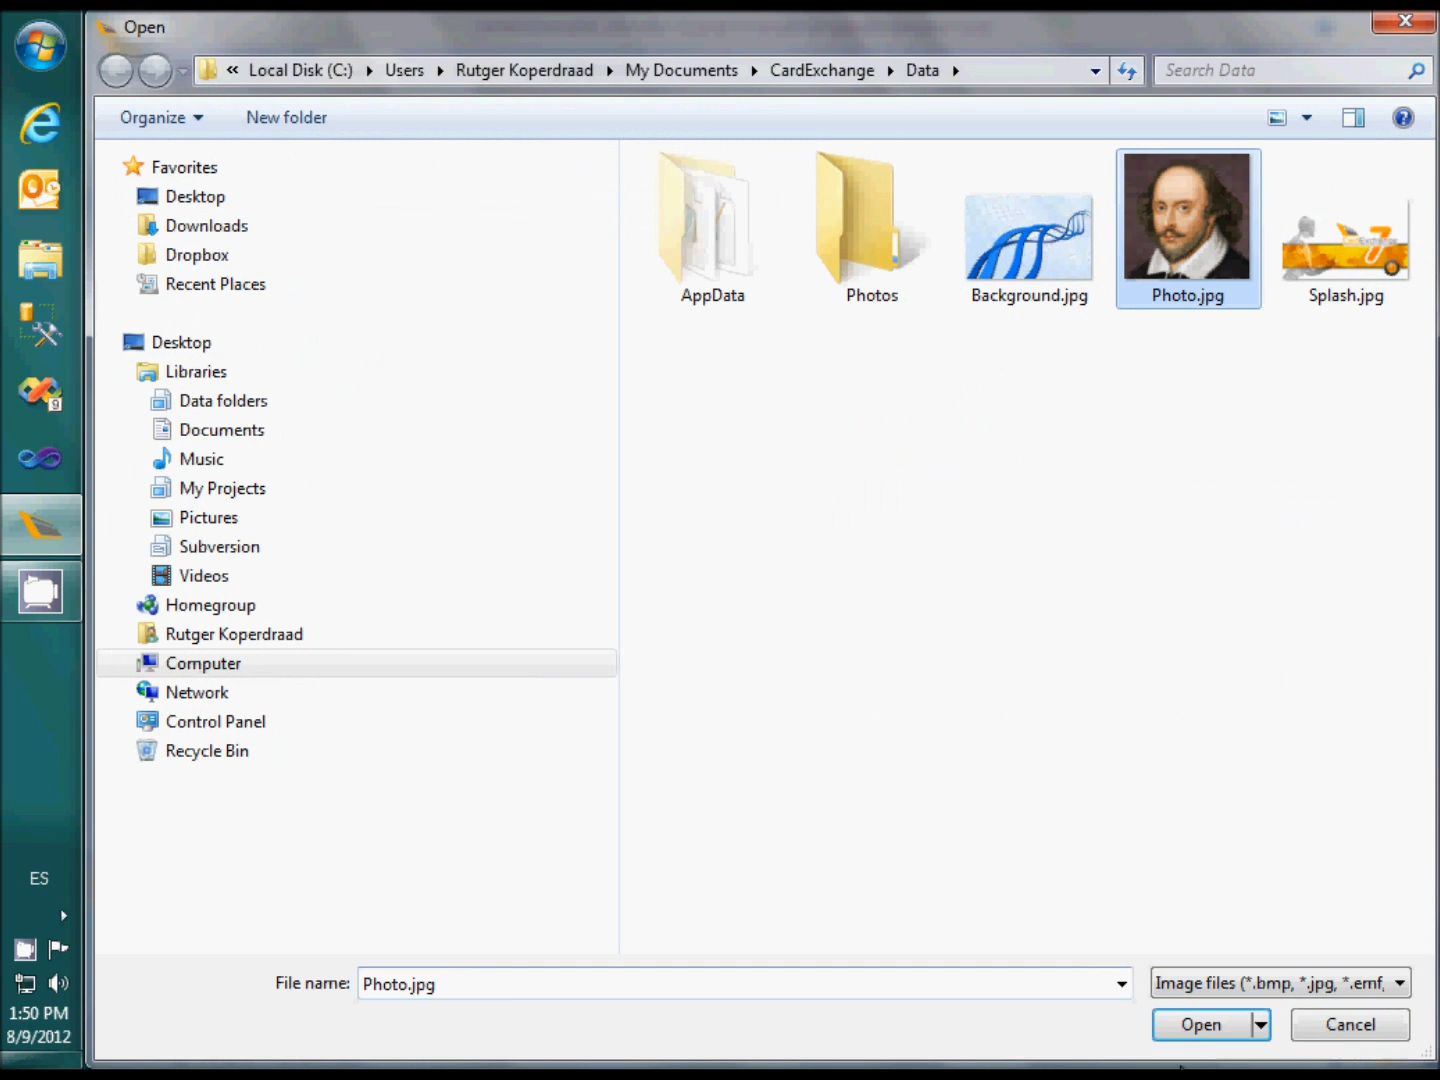 Open
« Local Disk (C:) Users Rutger Koperdraad My Documents CardExchange Data
Search Data
Organize New folder
Favorites
Desktop
Downloads
Dropbox
Recent Places
Desktop
Libraries
Data folders
Documents
Music
My Projects
Pictures
Subversion
Videos
Homegroup
Rutger Koperdraad
Computer
Network
Control Panel
Recycle Bin
AppData Photos Background.jpg Photo.jpg Splash.jpg
File name: Photo.jpg
Image files (*.bmp, *.jpg, *.emf,
Open Cancel
9
ES
1:50 PM
8/9/2012